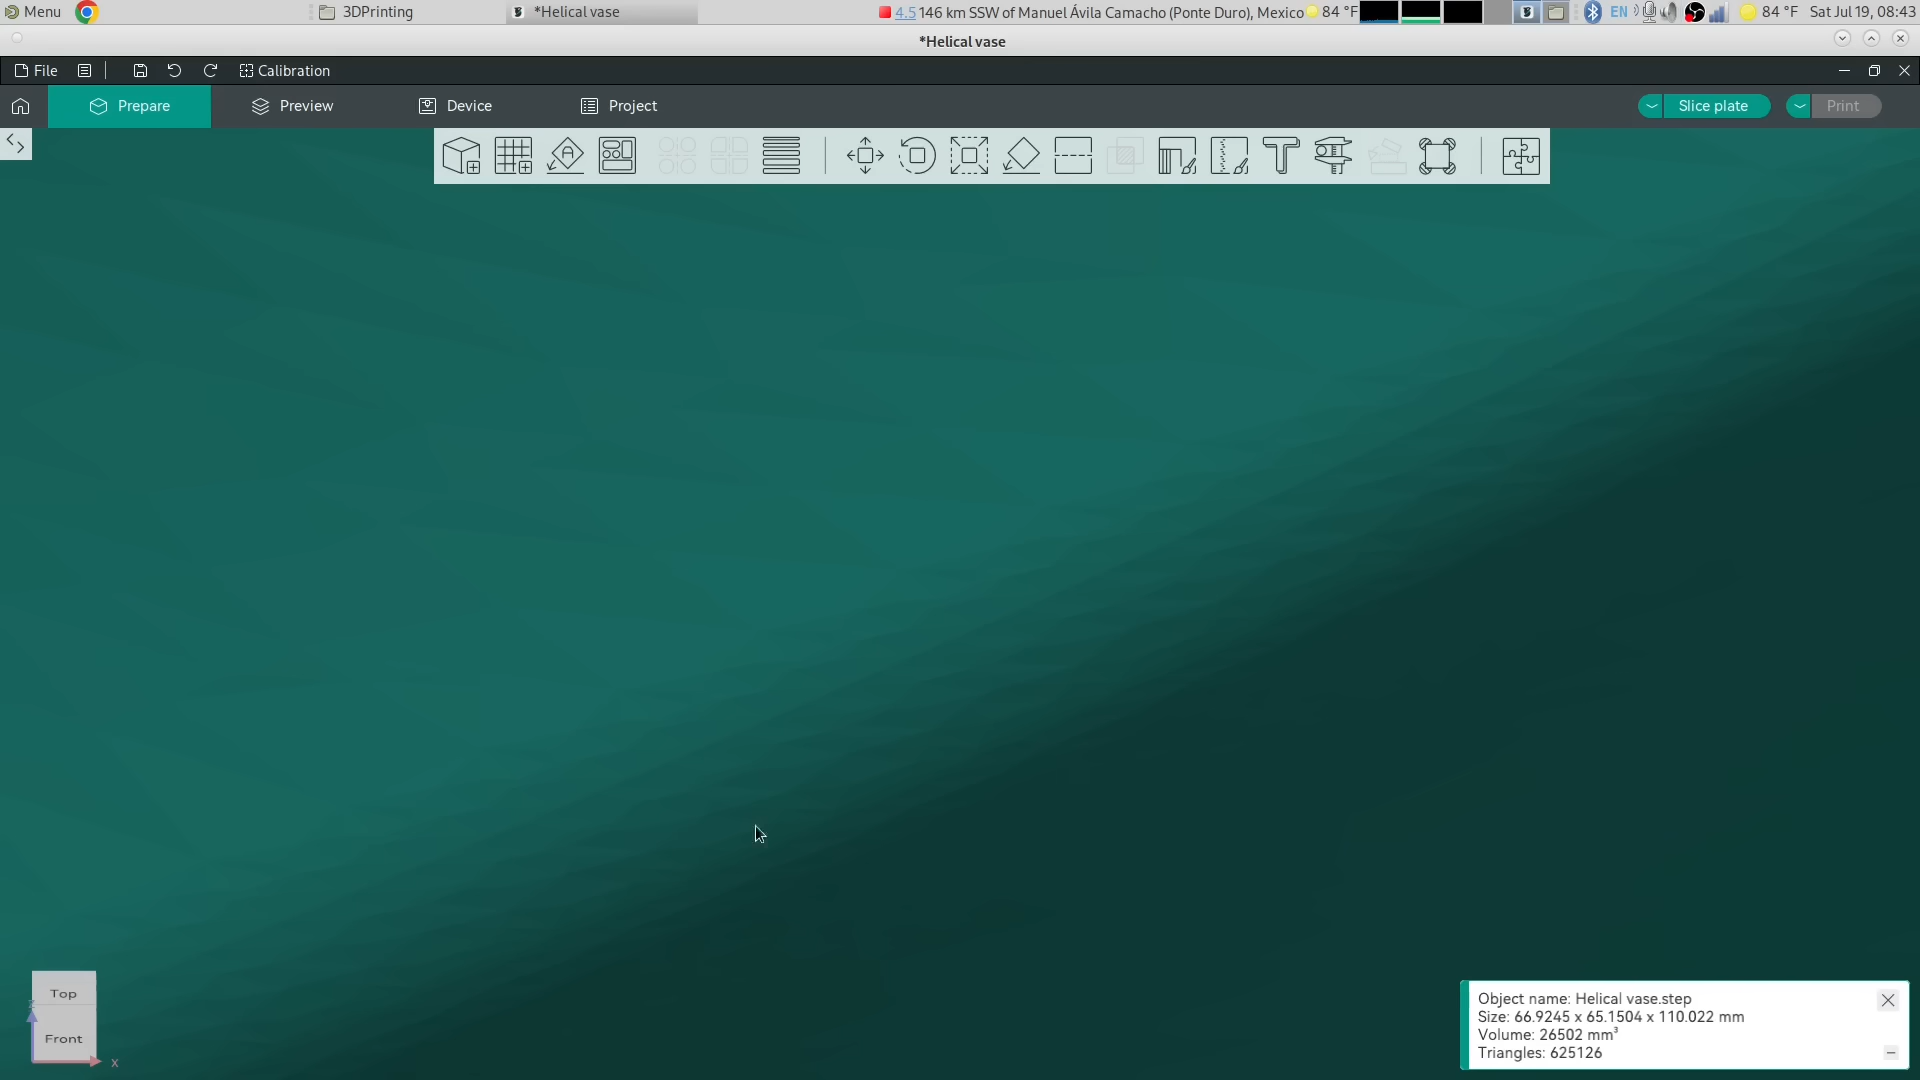 Menu
3DPrinting
*Helical vase
4.5 146 km SSW of Manuel Ávila Camacho (Ponte Duro), Mexico
84 °F
EN
84 °F
Sat Jul 19, 08:43
*Helical vase
File
Calibration
Prepare
Preview
Device
Project
Slice plate
Print
Top
Front
x
Object name: Helical vase.step
Size: 66.9245 x 65.1504 x 110.022 mm
Volume: 26502 mm³
Triangles: 625126